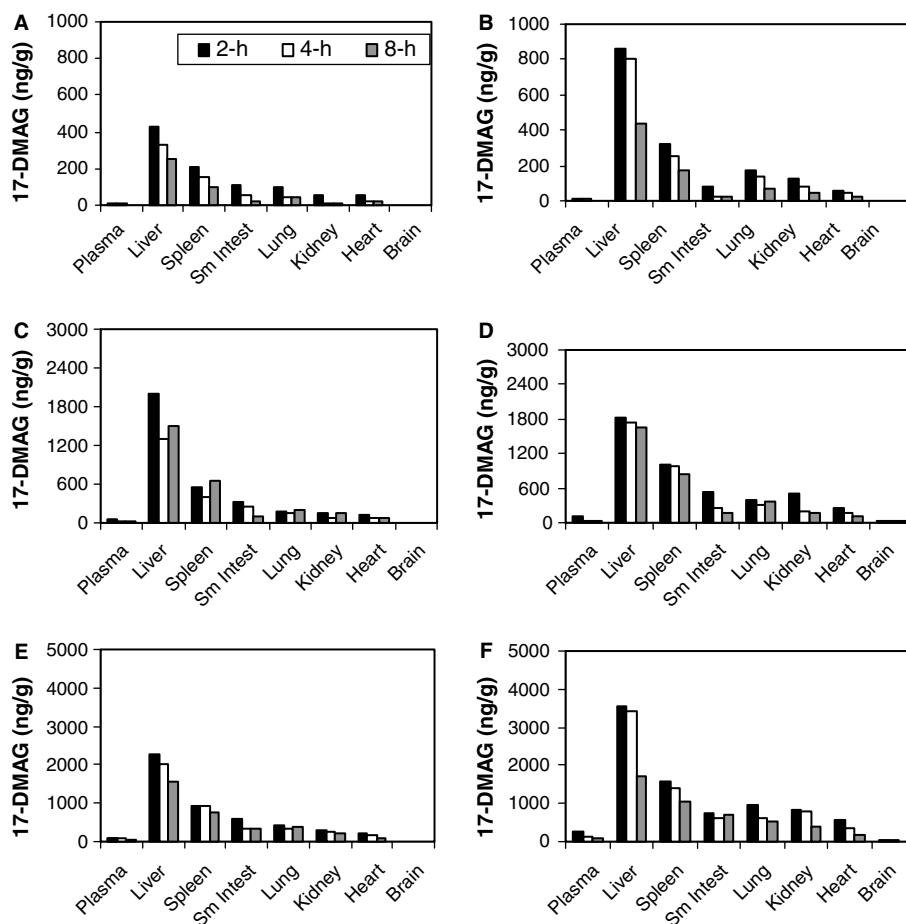 A
17-DMAG (ng/g)
1000
800
600
400
200
0
2-h 4-h 8-h
Plasma Liver Spleen Sm Intest Lung Kidney Heart Brain
B
17-DMAG (ng/g)
1000
800
600
400
200
0
Plasma Liver Spleen Sm Intest Lung Kidney Heart Brain
C
17-DMAG (ng/g)
3000
2400
1800
1200
600
0
Plasma Liver Spleen Sm Intest Lung Kidney Heart Brain
D
17-DMAG (ng/g)
3000
2400
1800
1200
600
0
Plasma Liver Spleen Sm Intest Lung Kidney Heart Brain
E
17-DMAG (ng/g)
5000
4000
3000
2000
1000
0
Plasma Liver Spleen Sm Intest Lung Kidney Heart Brain
F
17-DMAG (ng/g)
5000
4000
3000
2000
1000
0
Plasma Liver Spleen Sm Intest Lung Kidney Heart Brain